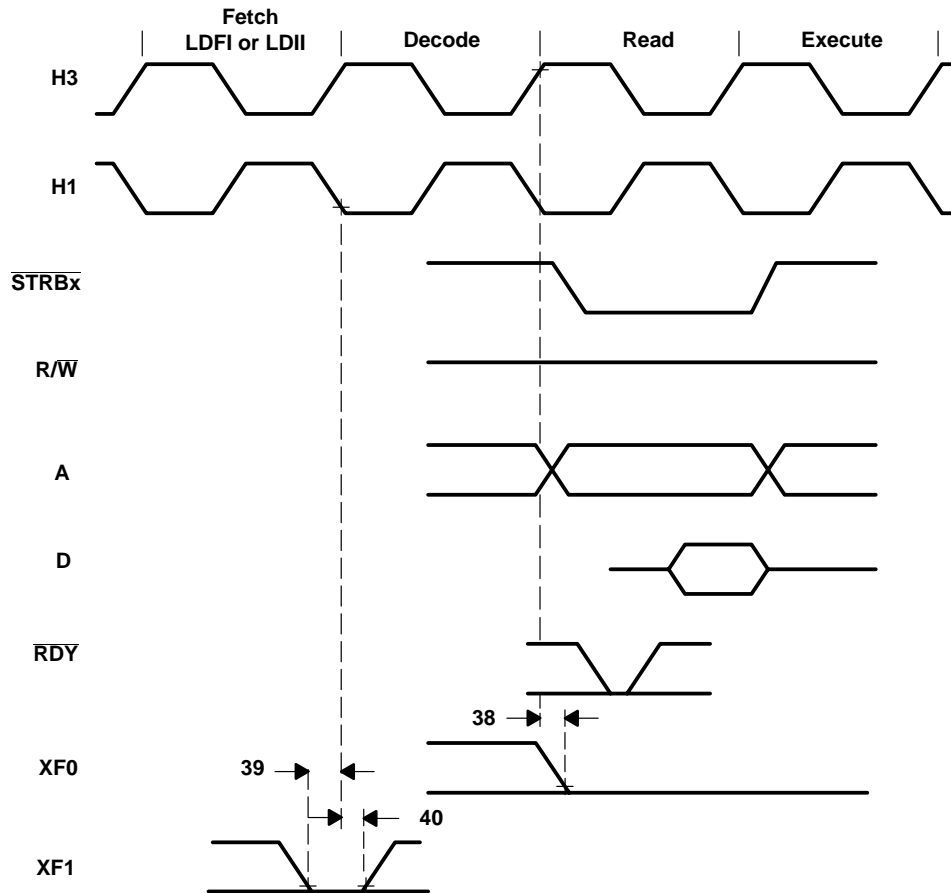 Fetch
LDFI or LDII
Decode
Read
Execute
H3
H1
STRBx
R/W
A
D
RDY
38
XF0
39
40
XF1